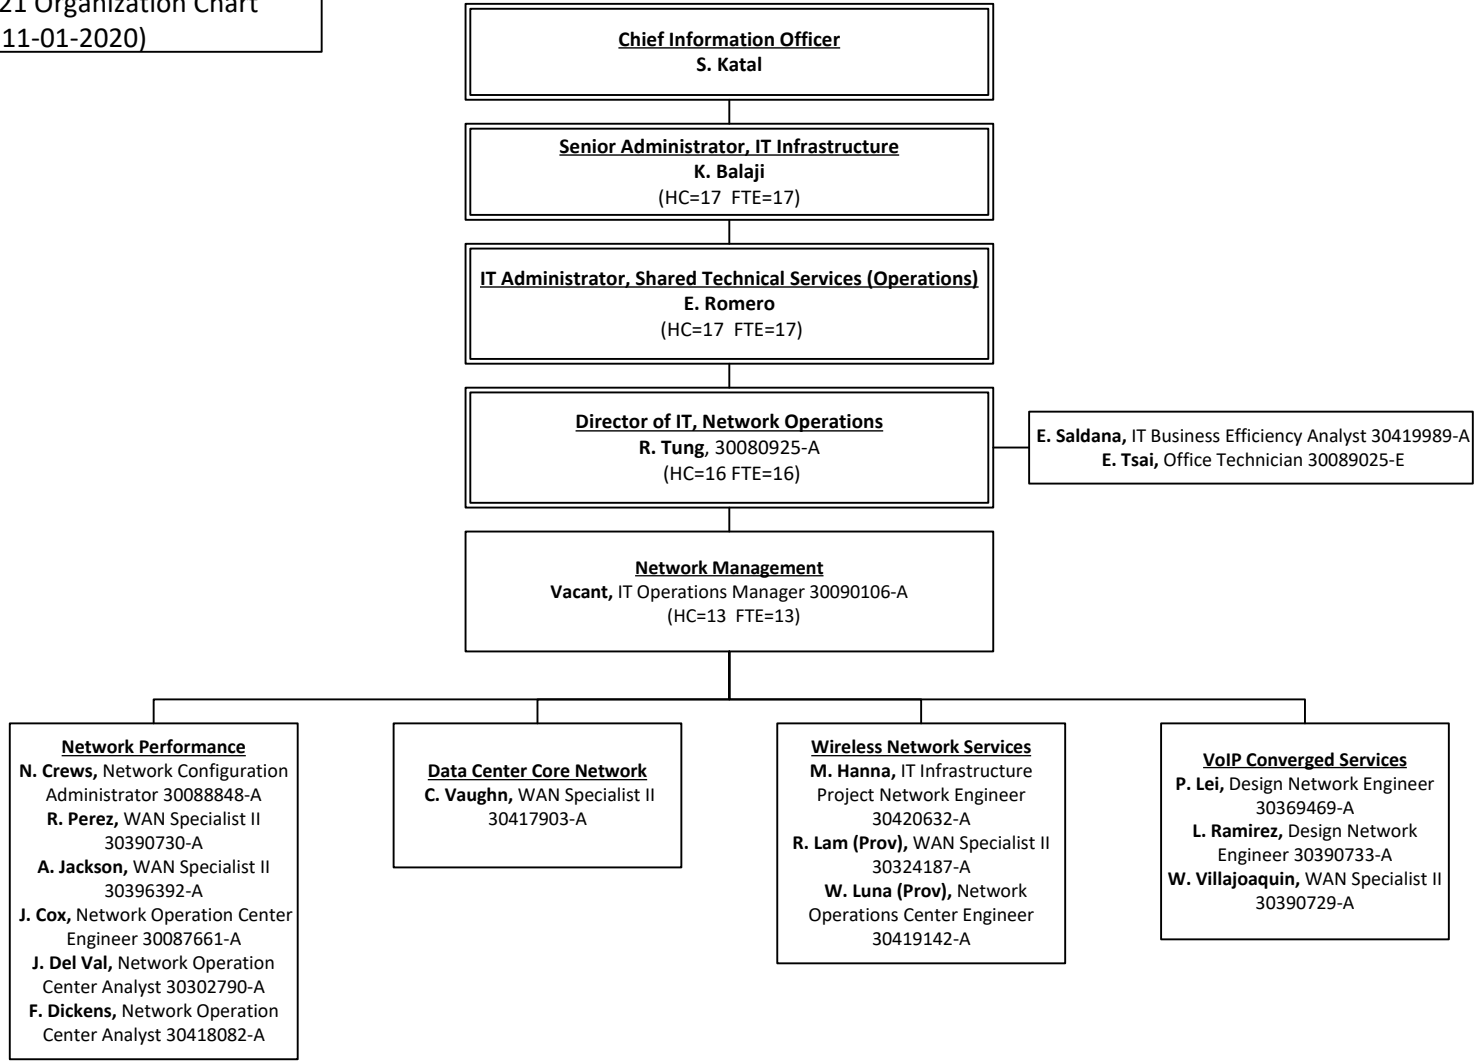 21 Organization Chart
11-01-2020)
Chief Information Officer
S. Katal
Senior Administrator, IT Infrastructure
K. Balaji
(HC=17 FTE=17)
IT Administrator, Shared Technical Services (Operations)
E. Romero
(HC=17 FTE=17)
Director of IT, Network Operations
R. Tung, 30080925-A
(HC=16 FTE=16)
E. Saldana, IT Business Efficiency Analyst 30419989-A
E. Tsai, Office Technician 30089025-E
Network Management
Vacant, IT Operations Manager 30090106-A
(HC=13 FTE=13)
Network Performance
N. Crews, Network Configuration
Administrator 30088848-A
R. Perez, WAN Specialist II
30390730-A
A. Jackson, WAN Specialist II
30396392-A
J. Cox, Network Operation Center
Engineer 30087661-A
J. Del Val, Network Operation
Center Analyst 30302790-A
F. Dickens, Network Operation
Center Analyst 30418082-A
Data Center Core Network
C. Vaughn, WAN Specialist II
30417903-A
Wireless Network Services
M. Hanna, IT Infrastructure
Project Network Engineer
30420632-A
R. Lam (Prov), WAN Specialist II
30324187-A
W. Luna (Prov), Network
Operations Center Engineer
30419142-A
VoIP Converged Services
P. Lei, Design Network Engineer
30369469-A
L. Ramirez, Design Network
Engineer 30390733-A
W. Villajoaquin, WAN Specialist II
30390729-A